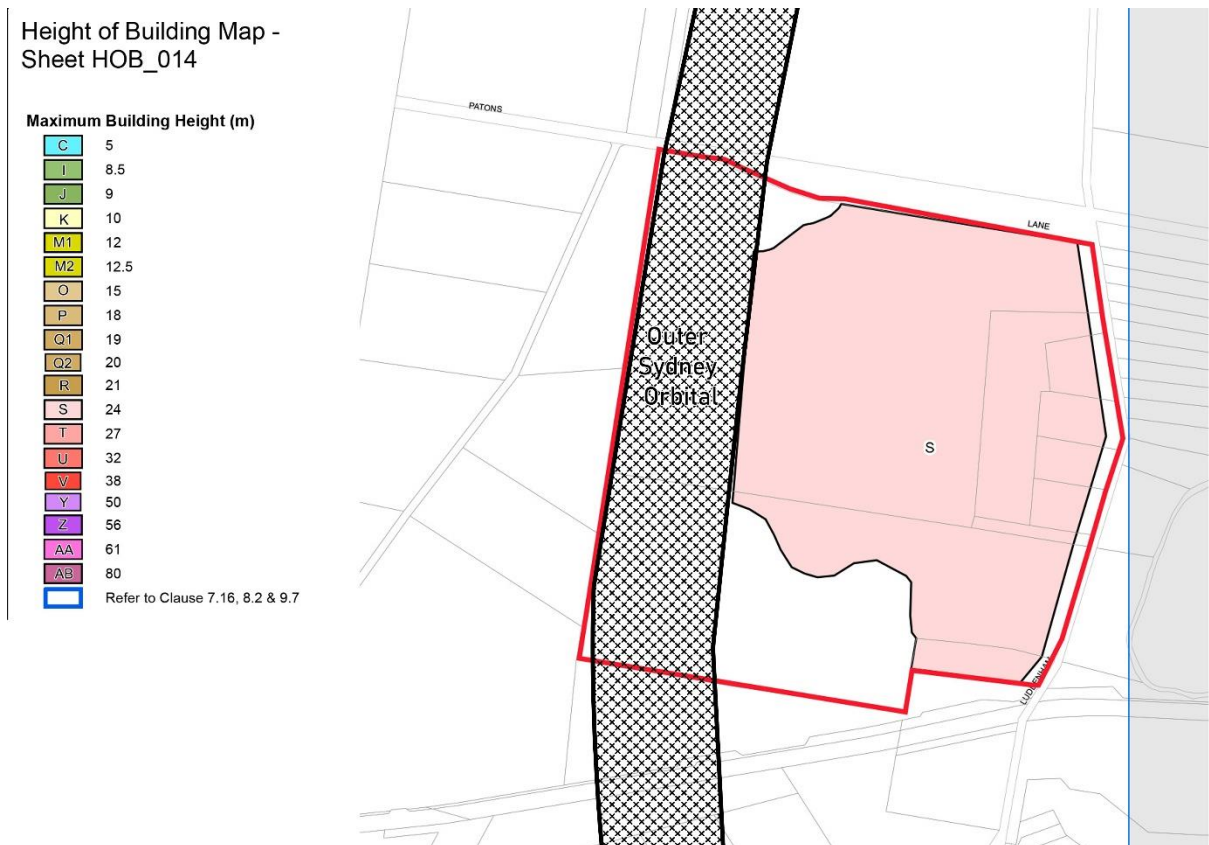 Height of Building Map -
Sheet HOB_014
Maximum Building Height (m)
C 5
I 8.5
J 9
K 10
M1 12
M2 12.5
O 15
P 18
Q1 19
Q2 20
R 21
S 24
T 27
U 32
V 38
Y 50
Z 56
AA 61
AB 80
Refer to Clause 7.16, 8.2 & 9.7
PATONS
LANE
Outer
Sydney
Orbital
S
LUDDENHAM